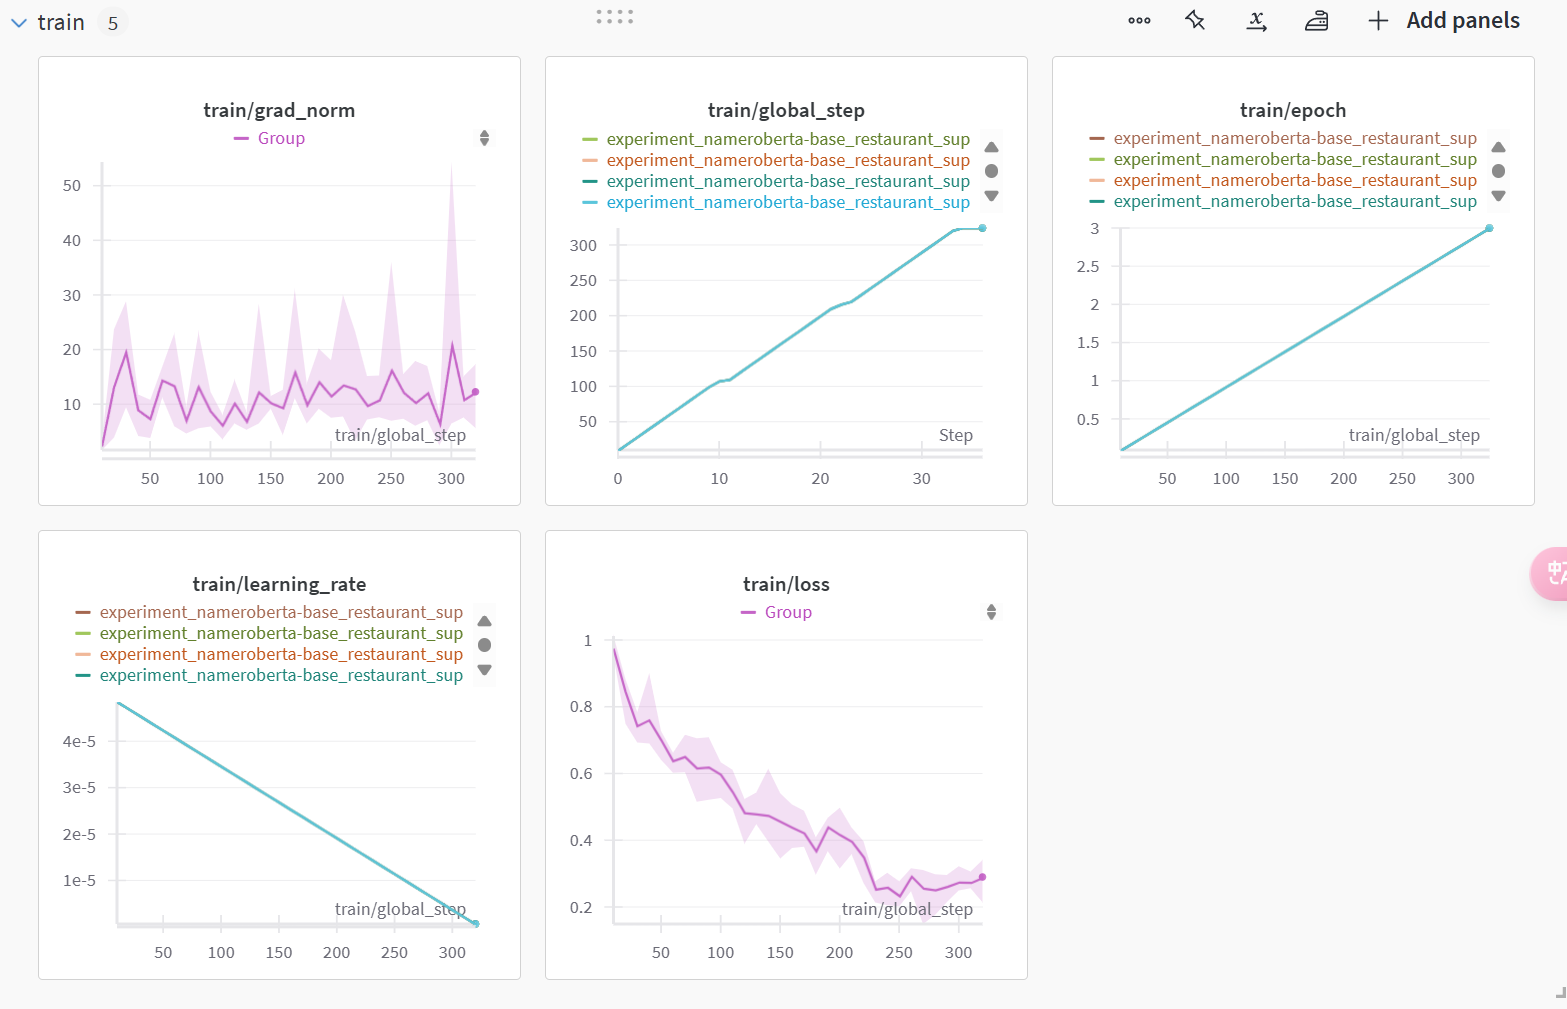 train 5
Add panels
train/grad_norm
Group
50
40
30
20
10
train/global_step
50 100 150 200 250 300
train/global_step
experiment_nameroberta-base_restaurant_sup
experiment_nameroberta-base_restaurant_sup
experiment_nameroberta-base_restaurant_sup
experiment_nameroberta-base_restaurant_sup
300
250
200
150
100
50
Step
0 10 20 30
train/epoch
experiment_nameroberta-base_restaurant_sup
experiment_nameroberta-base_restaurant_sup
experiment_nameroberta-base_restaurant_sup
experiment_nameroberta-base_restaurant_sup
3
2.5
2
1.5
1
0.5
train/global_step
50 100 150 200 250 300
train/learning_rate
experiment_nameroberta-base_restaurant_sup
experiment_nameroberta-base_restaurant_sup
experiment_nameroberta-base_restaurant_sup
experiment_nameroberta-base_restaurant_sup
4e-5
3e-5
2e-5
1e-5
train/global_step
50 100 150 200 250 300
train/loss
Group
1
0.8
0.6
0.4
0.2
train/global_step
50 100 150 200 250 300